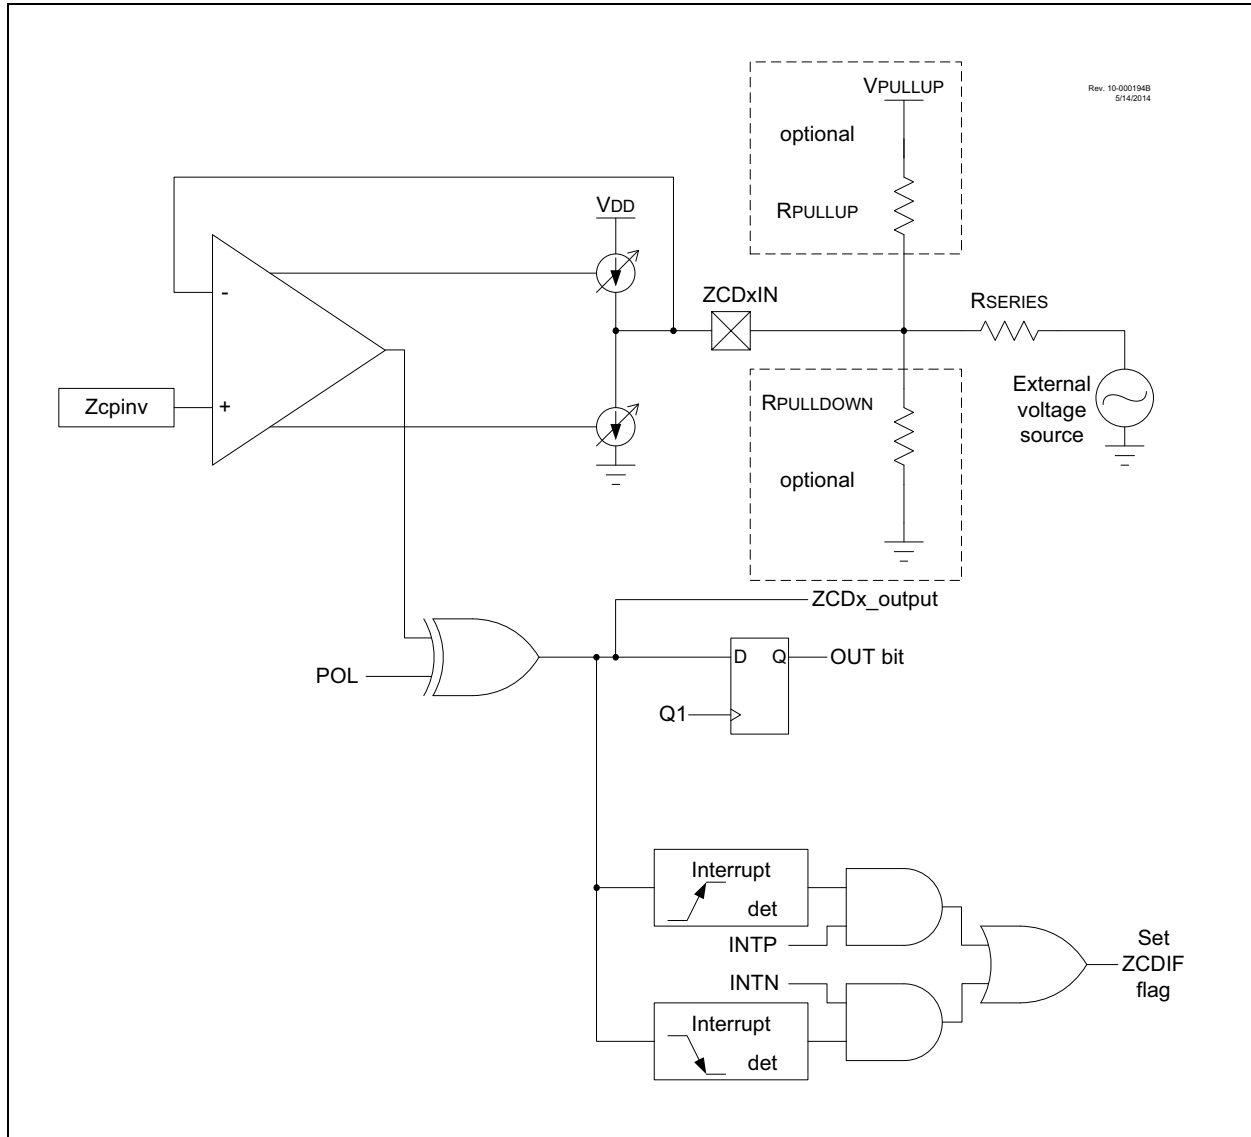 VPULLUP
Rev. 10-000194B
5/14/2014
optional
RPULLUP
VDD
ZCDxIN
RSERIES
-
Zcpinv
+
RPULLDOWN
External
voltage
source
optional
ZCDx_output
D
Q
OUT bit
POL
Q1
Interrupt
det
INTP
INTN
Set
ZCDIF
flag
Interrupt
det